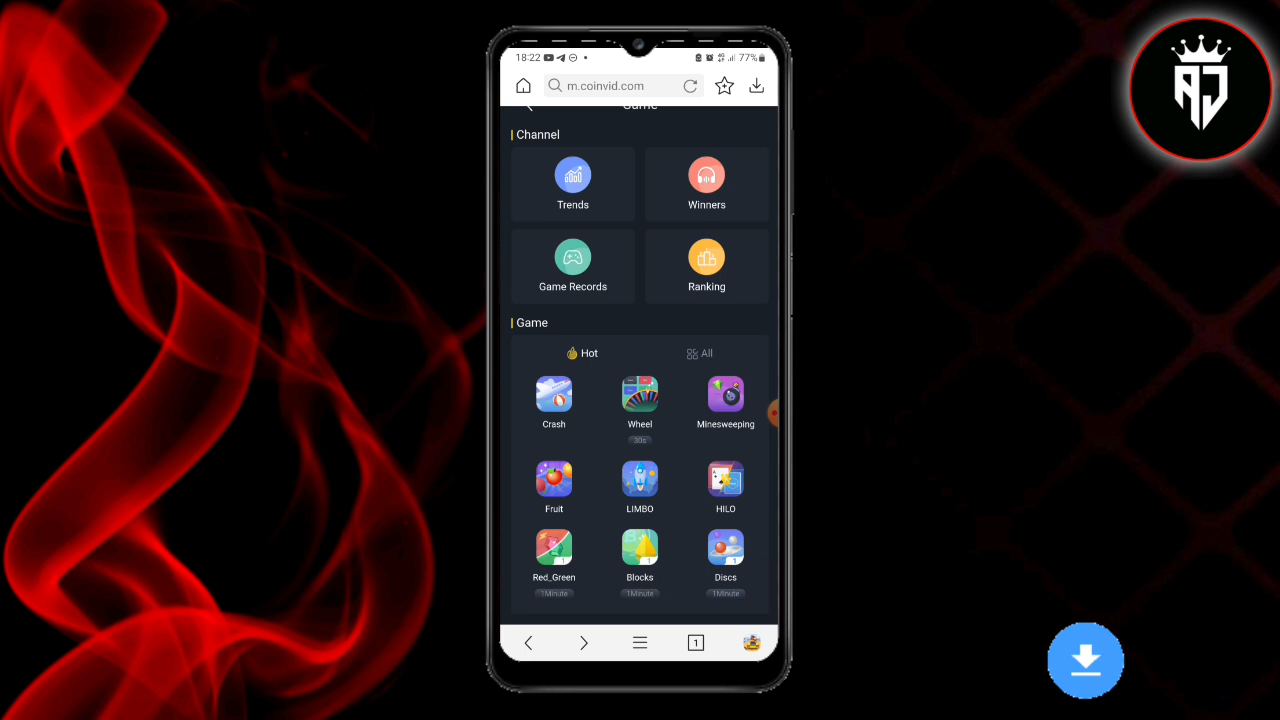 18:22
77%
m.coinvid.com
Game
Channel
Trends
Winners
Game Records
Ranking
Game
Hot
All
Crash
Wheel
Minesweeping
30s
Fruit
LIMBO
HILO
Red_Green
Blocks
Discs
1Minute
1Minute
1Minute
1
AJ